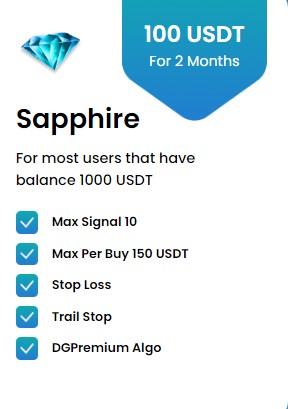 100 USDT
For 2 Months
Sapphire
For most users that have
balance 1000 USDT
Max Signal 10
Max Per Buy 150 USDT
Stop Loss
Trail Stop
DGPremium Algo